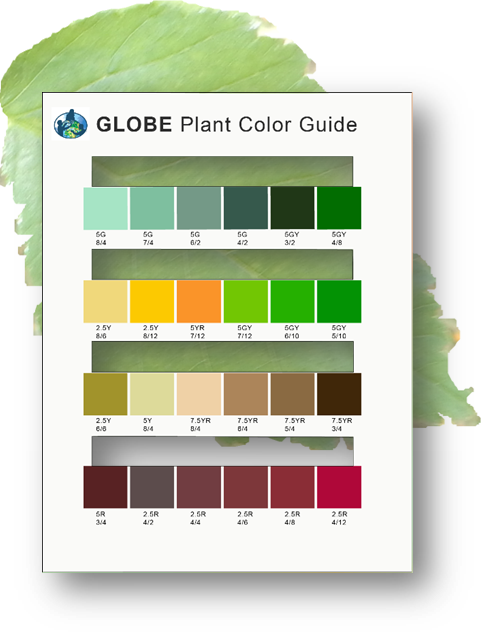 GLOBE Plant Color Guide
5G 5G 5G 5G 5GY 5GY
8/4 7/4 6/2 4/2 3/2 4/8
2.5Y 2.5Y 5YR 5GY 5GY 5GY
8/6 8/12 7/12 7/12 6/10 5/10
2.5Y 5Y 7.5YR 7.5YR 7.5YR 7.5YR
6/6 8/4 8/4 6/4 5/4 3/4
5R 2.5R 2.5R 2.5R 2.5R 2.5R
3/4 4/2 4/4 4/6 4/8 4/12